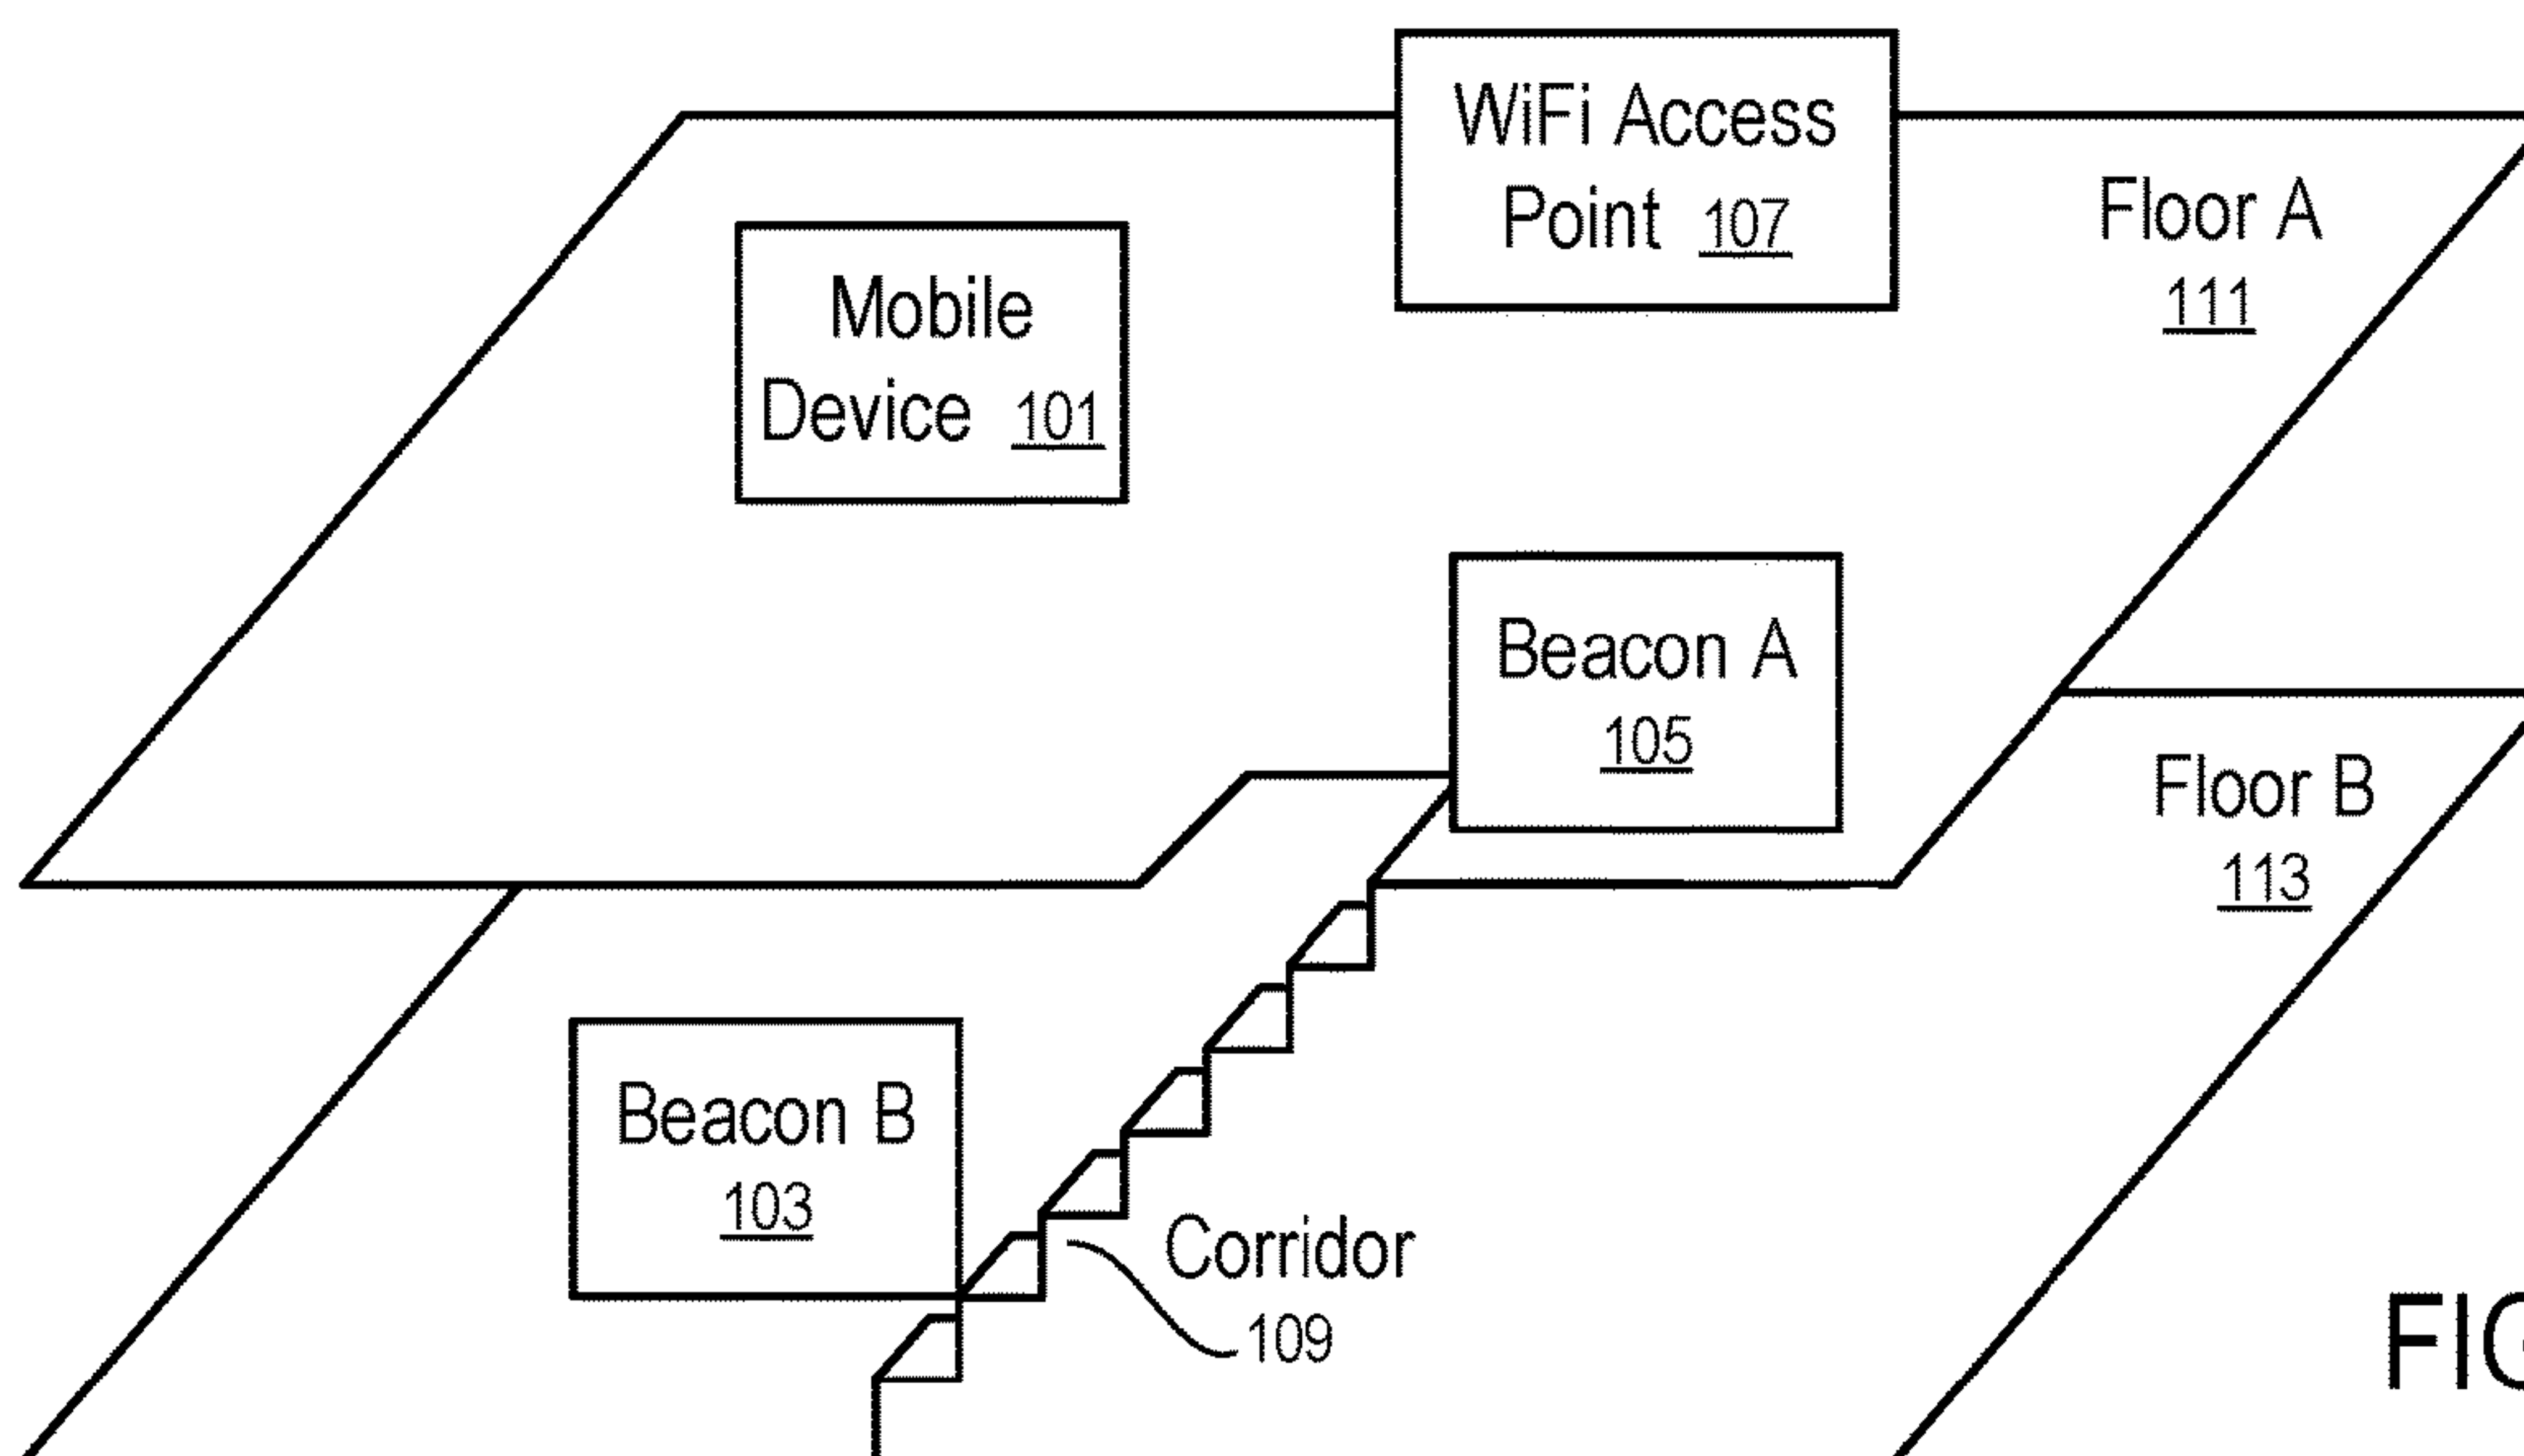 WiFi Access
Point 107
Floor A
111
Mobile
Device 101
Beacon A
105
Floor B
113
Beacon B
103
Corridor
109